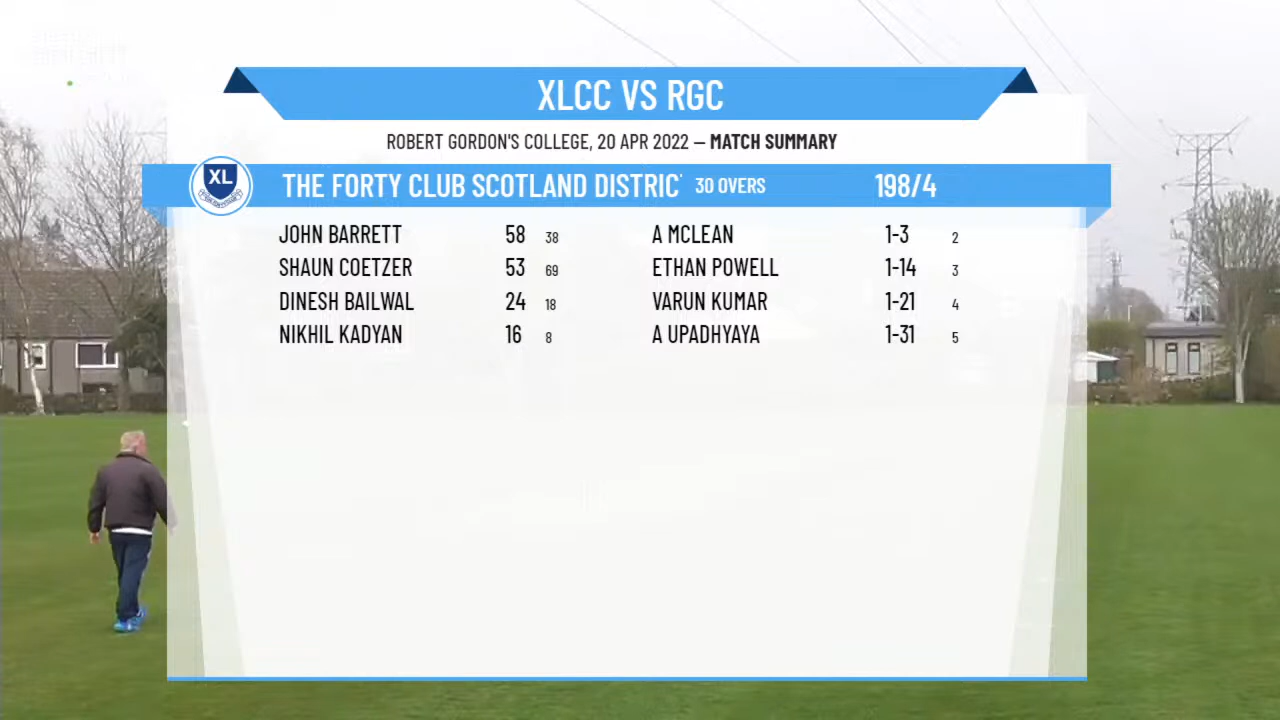 XLCC VS RGC
ROBERT GORDON'S COLLEGE, 20 APR 2022 – MATCH SUMMARY
XL THE FORTY CLUB SCOTLAND DISTRIC 30 OVERS 198/4
JOHN BARRETT 58 38 A MCLEAN 1-3 2
SHAUN COETZER 53 69 ETHAN POWELL 1-14 3
DINESH BAILWAL 24 18 VARUN KUMAR 1-21 4
NIKHIL KADYAN 16 8 A UPADHYAYA 1-31 5